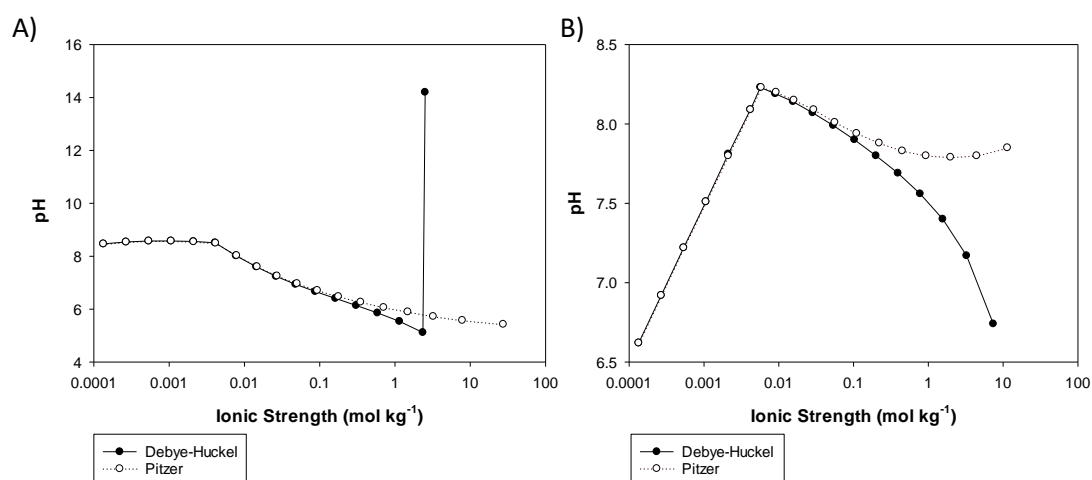 A)
16
14
12
10
8
6
4
pH
0.0001 0.001 0.01 0.1 1 10 100
Ionic Strength (mol kg-1)
Debye-Huckel
Pitzer
B)
8.5
8.0
7.5
7.0
6.5
pH
0.0001 0.001 0.01 0.1 1 10 100
Ionic Strength (mol kg-1)
Debye-Huckel
Pitzer